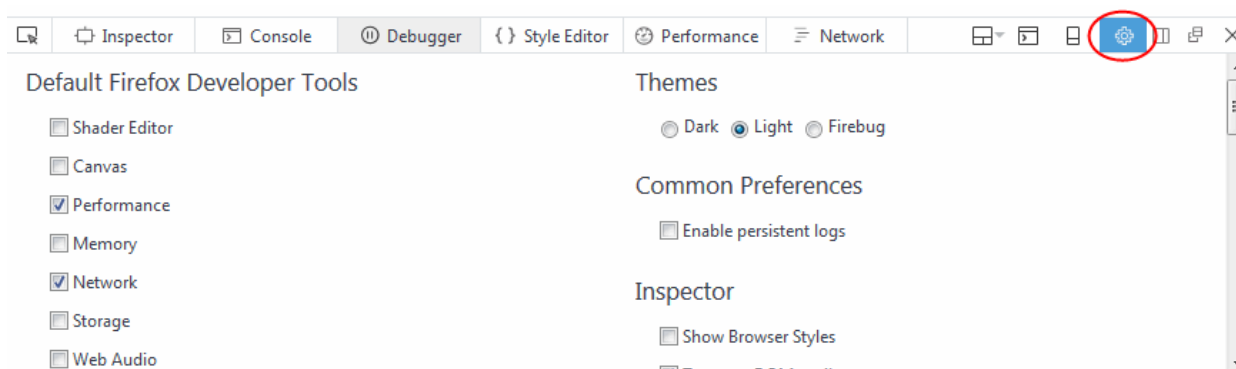 Inspector Console Debugger { } Style Editor Performance Network
Default Firefox Developer Tools
Shader Editor
Canvas
Performance
Memory
Network
Storage
Web Audio
Themes
Dark Light Firebug
Common Preferences
Enable persistent logs
Inspector
Show Browser Styles